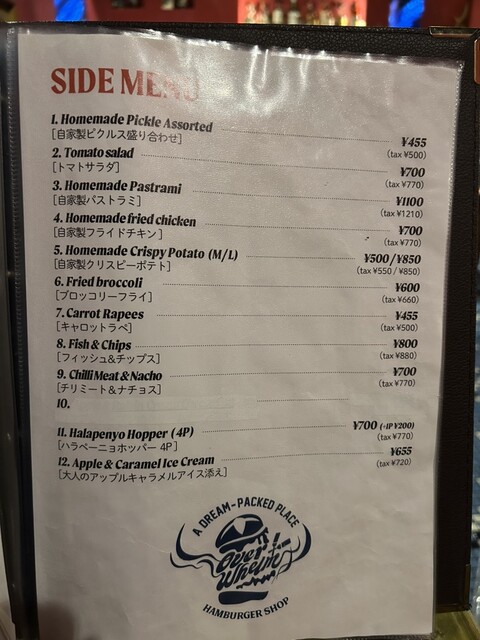 SIDE MENU
1. Homemade Pickle Assorted ¥455
[自家製ピクルス盛り合わせ] (tax ¥500)
2. Tomato salad ¥700
[トマトサラダ] (tax ¥770)
3. Homemade Pastrami ¥1100
[自家製パストラミ] (tax ¥1210)
4. Homemade fried chicken ¥700
[自家製フライドチキン] (tax ¥770)
5. Homemade Crispy Potato (M/L) ¥500/¥850
[自家製クリスピーポテト] (tax ¥550/¥850)
6. Fried broccoli ¥600
[ブロッコリーフライ] (tax ¥660)
7. Carrot Rapees ¥455
[キャロットラペ] (tax ¥500)
8. Fish & Chips ¥800
[フィッシュ&チップス] (tax ¥880)
9. Chilli Meat & Nacho ¥700
[チリミート&ナチョス] (tax ¥770)
10.
11. Halapenyo Hopper (4P) ¥700 (+1P ¥200)
[ハラペーニョホッパー 4P] (tax ¥770)
12. Apple & Caramel Ice Cream ¥655
[大人のアップルキャラメルアイス添え] (tax ¥720)
A DREAM-PACKED PLACE
Over!
HAMBURGER SHOP